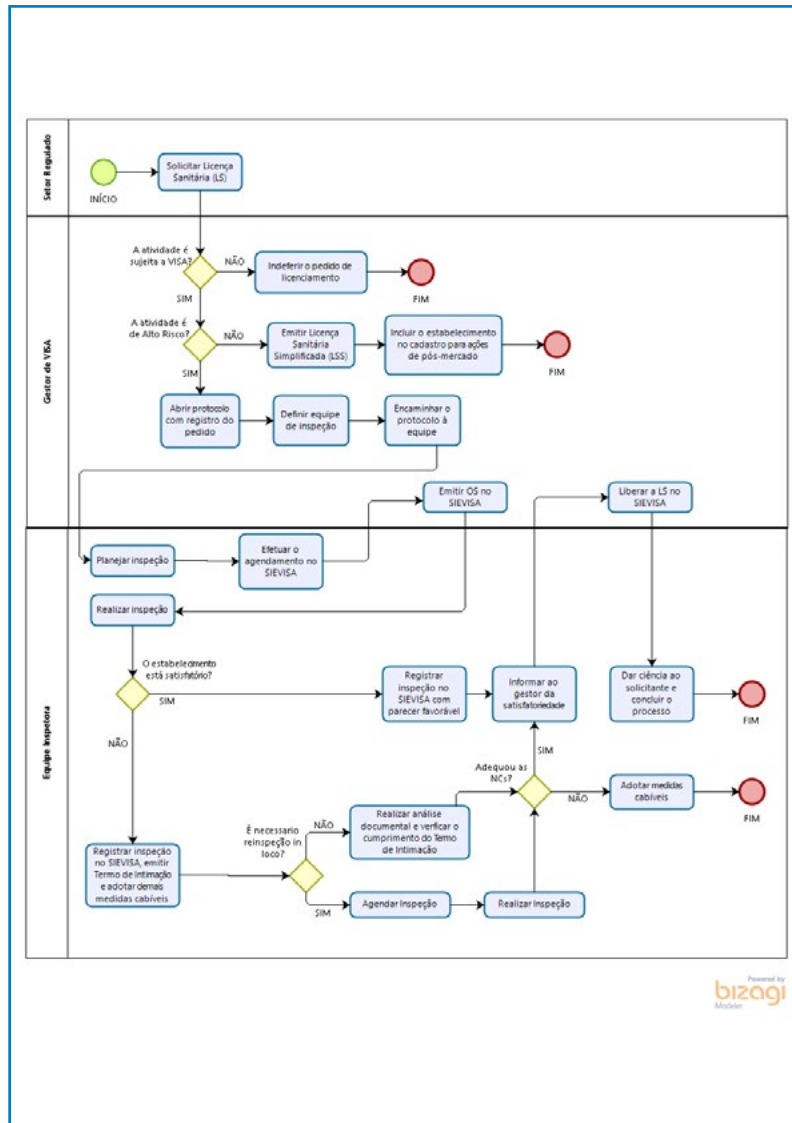 Setor Regulado
INÍCIO
Solicitar Licença
Sanitária (LS)
Gestor de VISA
A atividade é
sujeita a VISA?
NÃO
SIM
Indeferir o pedido de
licenciamento
FIM
A atividade é
de Alto Risco?
NÃO
SIM
Emitir Licença
Sanitária
Simplificada (LSS)
Incluir o estabelecimento
no cadastro para ações
de pós-mercado
FIM
Abrir protocolo
com registro do
pedido
Definir equipe
de inspeção
Encaminhar o
protocolo à
equipe
Emitir OS no
SIEVISA
Liberar a LS no
SIEVISA
Equipe Inspetora
Planejar inspeção
Efetuar o
agendamento no
SIEVISA
Realizar inspeção
O estabelecimento
está satisfatório?
SIM
NÃO
Registrar
inspeção no
SIEVISA com
parecer favorável
Informar ao
gestor da
satisfatoriedade
Dar ciência ao
solicitante e
concluir o
processo
FIM
SIM
Adequou as
NCs?
NÃO
Adotar medidas
cabíveis
FIM
Registrar inspeção
no SIEVISA, emitir
Termo de Intimação
e adotar demais
medidas cabíveis
É necessario
reinspeção in
loco?
NÃO
SIM
Realizar análise
documental e verficar o
cumprimento do Termo
de Intimação
Agendar Inspeção
Realizar Inspeção
Powered by
bizagi
Modeler